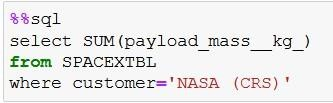 %%sql
select SUM(payload_mass__kg_)
from SPACEXTBL
where customer='NASA (CRS)'